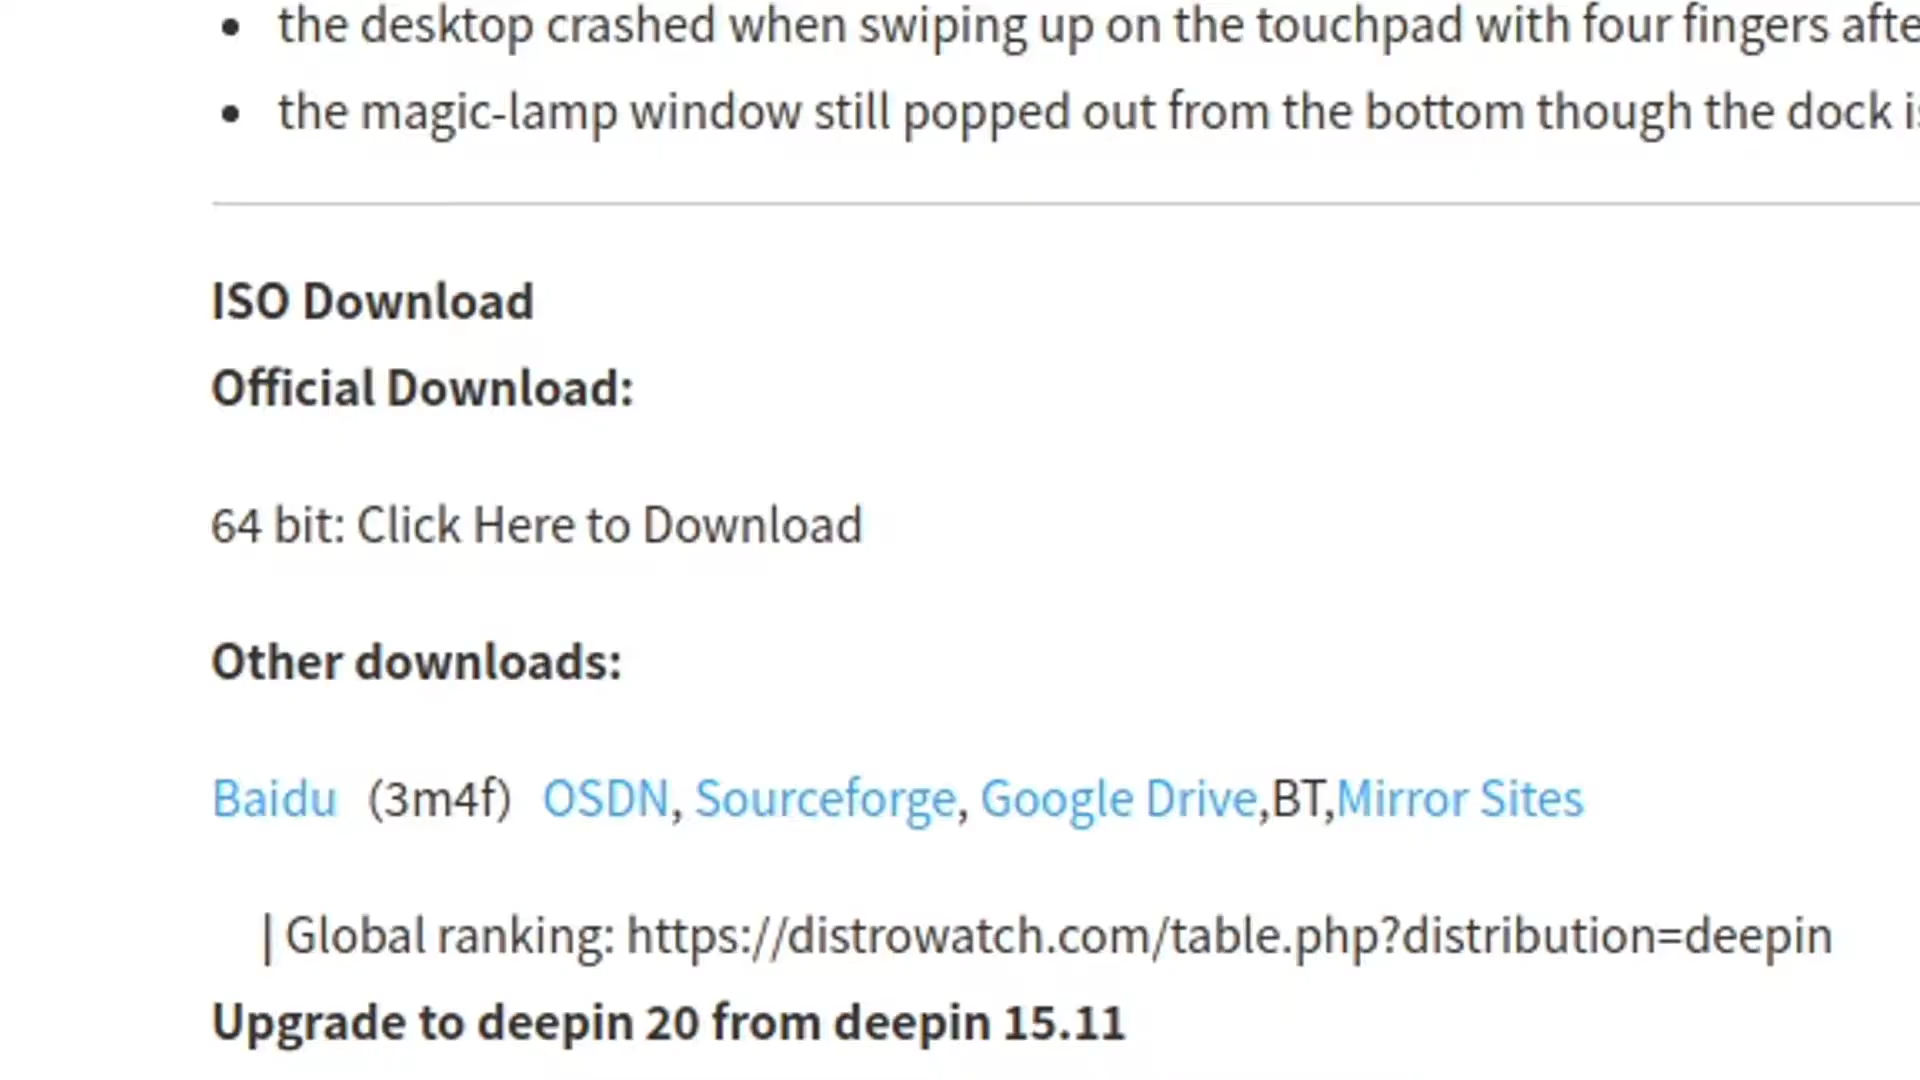 the desktop crashed when swiping up on the touchpad with four fingers
the magic-lamp window still popped out from the bottom though the dock
ISO Download
Official Download:
64 bit: Click Here to Download
Other downloads:
Baidu (3m4f) OSDN, Sourceforge, Google Drive,BT,Mirror Sites
| Global ranking: https://distrowatch.com/table.php?distribution=deepin
Upgrade to deepin 20 from deepin 15.11